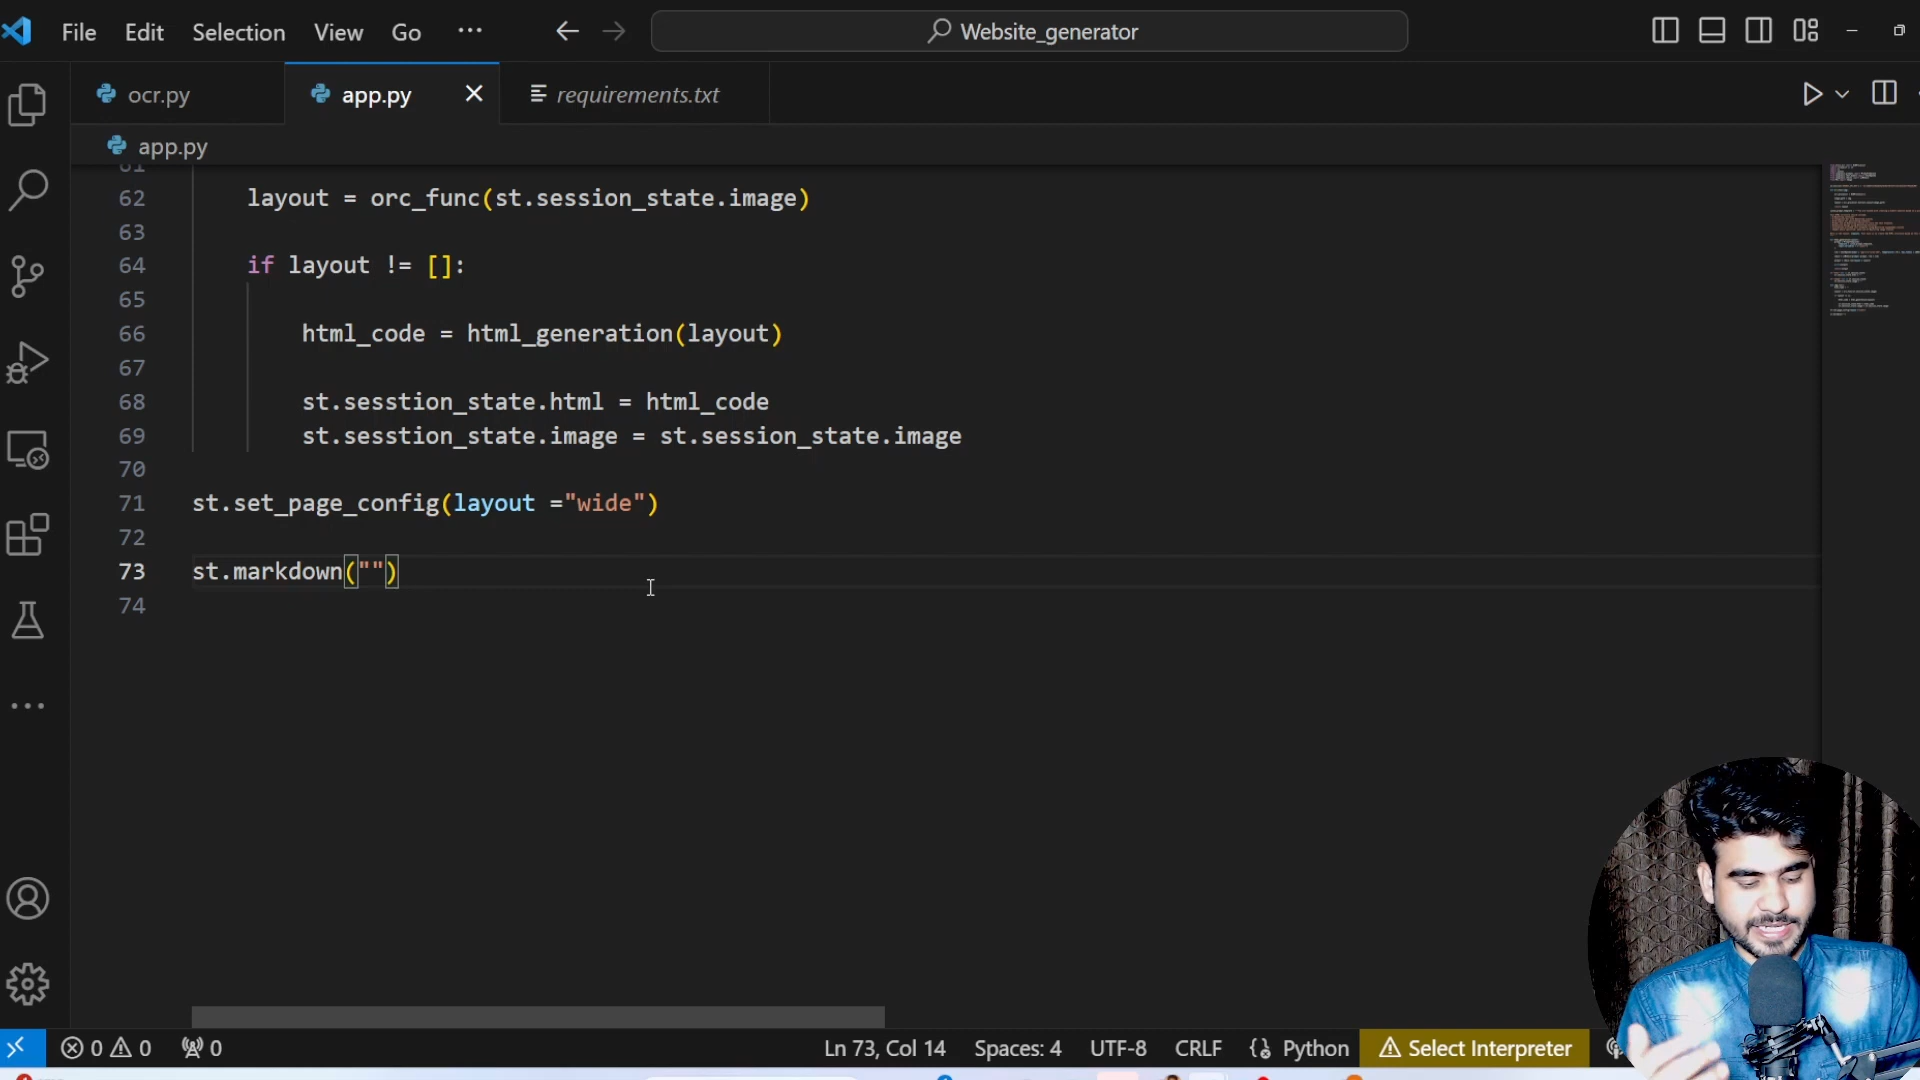 File Edit Selection View Go ··· Website_generator
ocr.py app.py requirements.txt
app.py
61
62 layout = orc_func(st.session_state.image)
63
64 if layout != []:
65
66 html_code = html_generation(layout)
67
68 st.sesstion_state.html = html_code
69 st.sesstion_state.image = st.session_state.image
70
71 st.set_page_config(layout ="wide")
72
73 st.markdown("")
74
0 0 0 Ln 73, Col 14 Spaces: 4 UTF-8 CRLF Python Select Interpreter